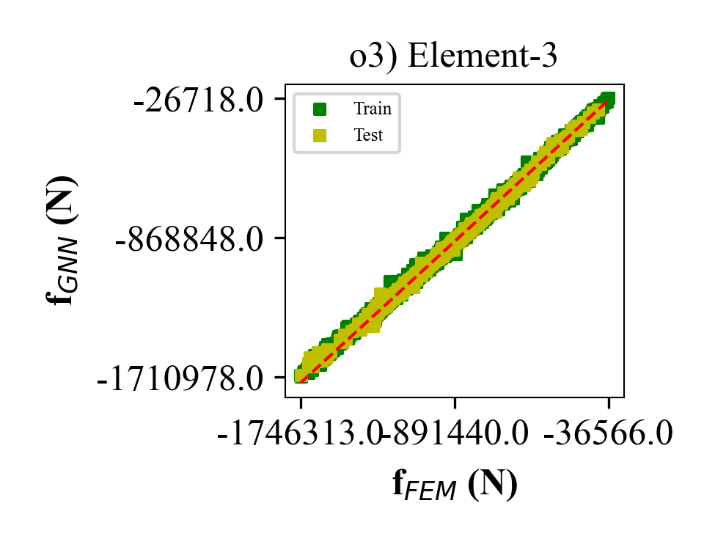 o3) Element-3
-26718.0
Train
Test
f_GNN (N)
-868848.0
-1710978.0
-1746313.0 -891440.0 -36566.0
f_FEM (N)